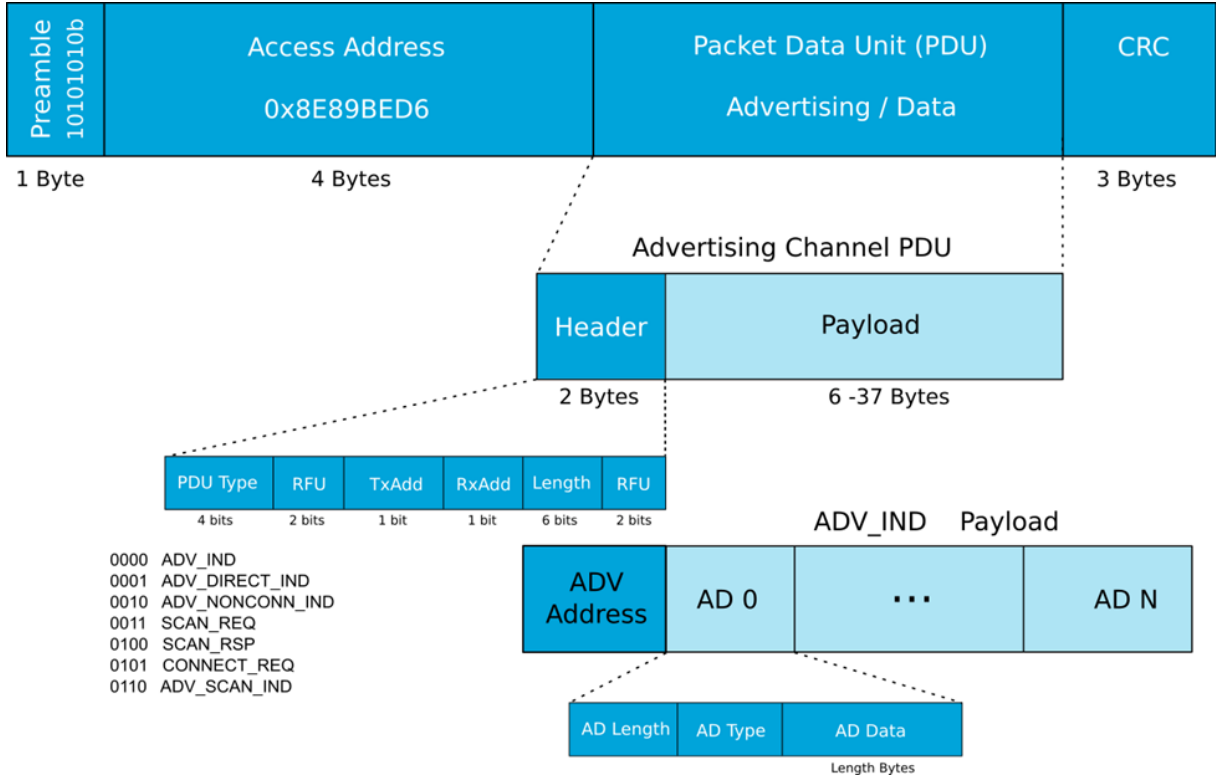 Preamble
10101010b
Access Address
0x8E89BED6
Packet Data Unit (PDU)
Advertising / Data
CRC
1 Byte
4 Bytes
3 Bytes
Advertising Channel PDU
Header
Payload
2 Bytes
6 -37 Bytes
PDU Type
RFU
TxAdd
RxAdd
Length
RFU
4 bits
2 bits
1 bit
1 bit
6 bits
2 bits
0000 ADV_IND
0001 ADV_DIRECT_IND
0010 ADV_NONCONN_IND
0011 SCAN_REQ
0100 SCAN_RSP
0101 CONNECT_REQ
0110 ADV_SCAN_IND
ADV_IND Payload
ADV
Address
AD 0
...
AD N
AD Length
AD Type
AD Data
Length Bytes